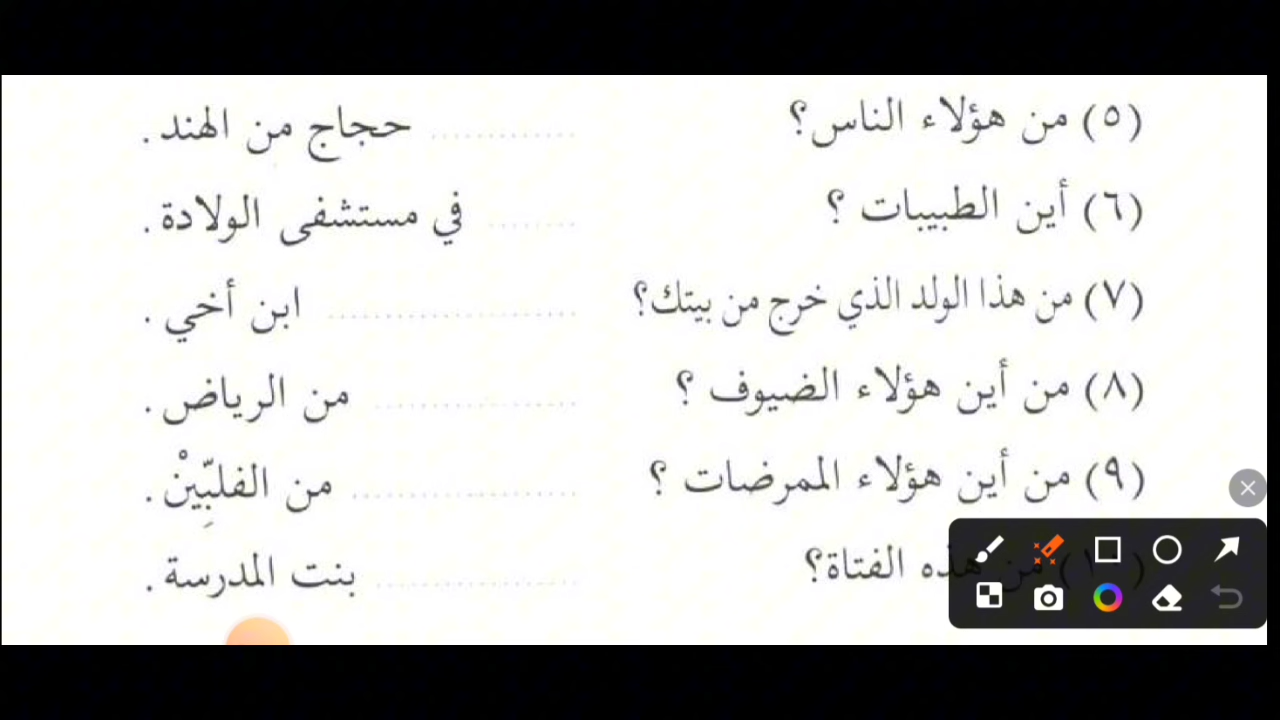 (٥) من هؤلاء الناس؟ ............ حجاج من الهند .
(٦) أين الطبيبات ؟ ....... في مستشفى الولادة .
(٧) من هذا الولد الذي خرج من بيتك؟ .................... ابن أخي .
(٨) من أين هؤلاء الضيوف ؟ ................. من الرياض .
(٩) من أين هؤلاء الممرضات ؟ .................. من الفلبِّيْن .
من هذه الفتاة؟ ................. بنت المدرسة .